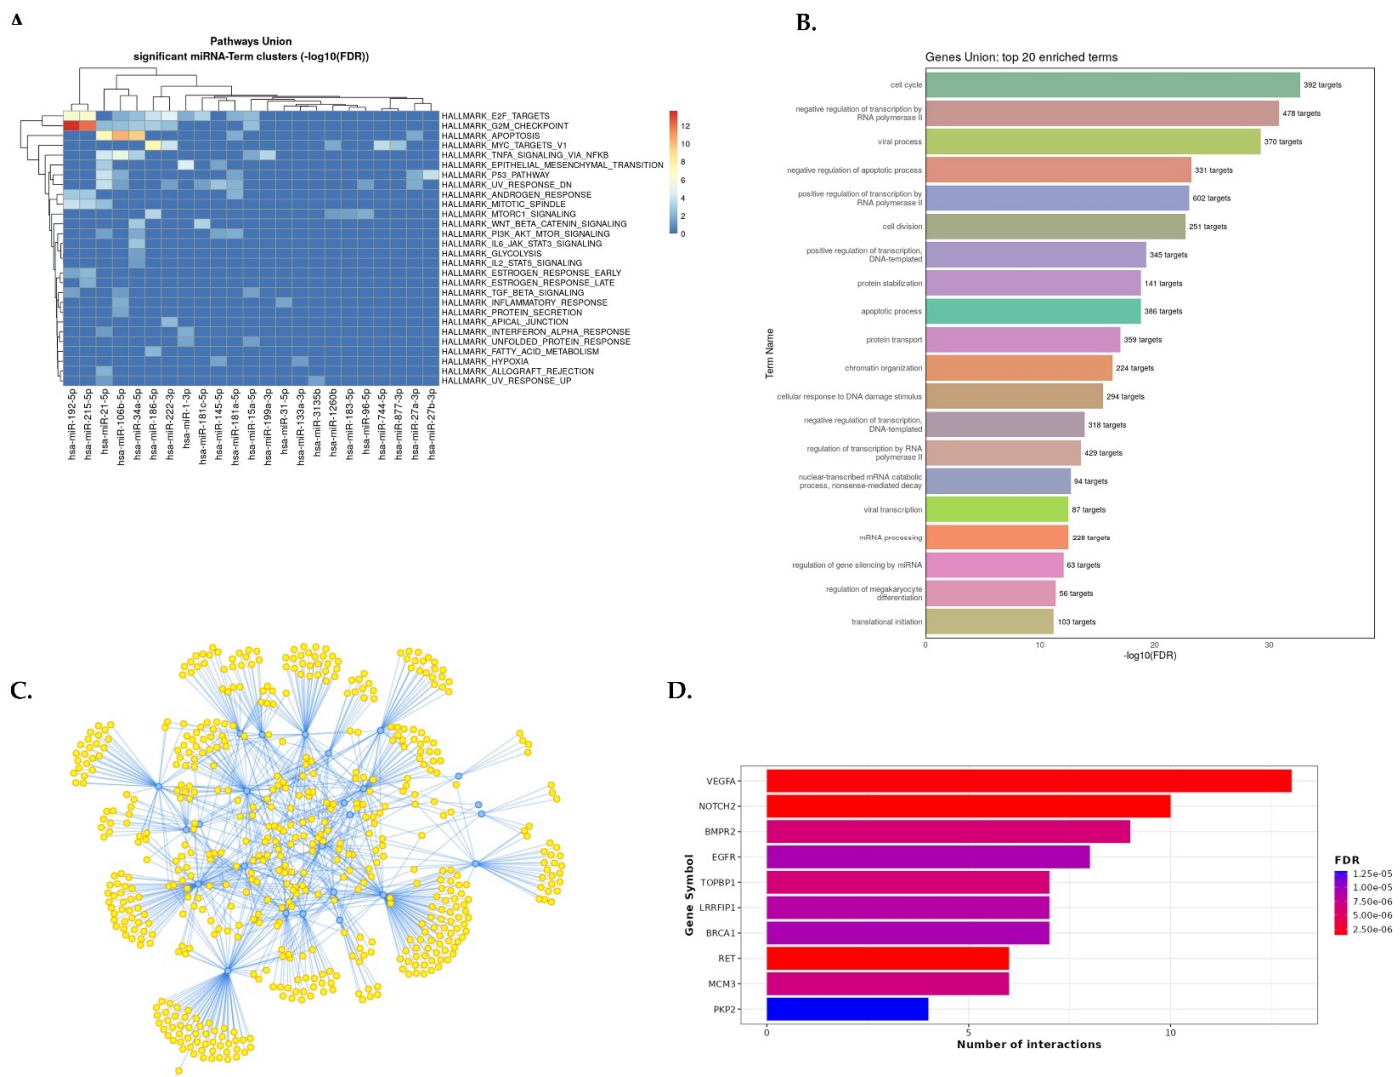 A
Pathways Union
significant miRNA-Term clusters (-log10(FDR))
HALLMARK_E2F_TARGETS
HALLMARK_G2M_CHECKPOINT
HALLMARK_APOPTOSIS
HALLMARK_MYC_TARGETS_V1
HALLMARK_TNFA_SIGNALING_VIA_NFKB
HALLMARK_EPITHELIAL_MESENCHYMAL_TRANSITION
HALLMARK_P53_PATHWAY
HALLMARK_UV_RESPONSE_DN
HALLMARK_ANDROGEN_RESPONSE
HALLMARK_MITOTIC_SPINDLE
HALLMARK_MTORC1_SIGNALING
HALLMARK_WNT_BETA_CATENIN_SIGNALING
HALLMARK_PI3K_AKT_MTOR_SIGNALING
HALLMARK_IL6_JAK_STAT3_SIGNALING
HALLMARK_GLYCOLYSIS
HALLMARK_IL2_STAT5_SIGNALING
HALLMARK_ESTROGEN_RESPONSE_EARLY
HALLMARK_ESTROGEN_RESPONSE_LATE
HALLMARK_TGF_BETA_SIGNALING
HALLMARK_INFLAMMATORY_RESPONSE
HALLMARK_PROTEIN_SECRETION
HALLMARK_APICAL_JUNCTION
HALLMARK_INTERFERON_ALPHA_RESPONSE
HALLMARK_UNFOLDED_PROTEIN_RESPONSE
HALLMARK_FATTY_ACID_METABOLISM
HALLMARK_HYPOXIA
HALLMARK_ALLOGRAFT_REJECTION
HALLMARK_UV_RESPONSE_UP
12
10
8
6
4
2
0
hsa-miR-192-5p
hsa-miR-215-5p
hsa-miR-21-5p
hsa-miR-106b-5p
hsa-miR-34a-5p
hsa-miR-186-5p
hsa-miR-222-3p
hsa-miR-1-3p
hsa-miR-181c-5p
hsa-miR-145-5p
hsa-miR-181a-5p
hsa-miR-15a-5p
hsa-miR-199a-3p
hsa-miR-31-5p
hsa-miR-133a-3p
hsa-miR-3135b
hsa-miR-1260b
hsa-miR-183-5p
hsa-miR-96-5p
hsa-miR-744-5p
hsa-miR-877-3p
hsa-miR-27a-3p
hsa-miR-27b-3p
B.
Genes Union: top 20 enriched terms
Term Name
cell cycle
392 targets
negative regulation of transcription by
RNA polymerase II
478 targets
viral process
370 targets
negative regulation of apoptotic process
331 targets
positive regulation of transcription by
RNA polymerase II
602 targets
cell division
251 targets
positive regulation of transcription,
DNA-templated
345 targets
protein stabilization
141 targets
apoptotic process
386 targets
protein transport
359 targets
chromatin organization
224 targets
cellular response to DNA damage stimulus
294 targets
negative regulation of transcription,
DNA-templated
318 targets
regulation of transcription by RNA
polymerase II
429 targets
nuclear-transcribed mRNA catabolic
process, nonsense-mediated decay
94 targets
viral transcription
87 targets
mRNA processing
228 targets
regulation of gene silencing by miRNA
63 targets
regulation of megakaryocyte
differentiation
56 targets
translational initiation
103 targets
0 10 20 30
-log10(FDR)
C.
D.
Gene Symbol
VEGFA
NOTCH2
BMPR2
EGFR
TOPBP1
LRRFIP1
BRCA1
RET
MCM3
PKP2
0 5 10
Number of interactions
FDR
1.25e-05
1.00e-05
7.50e-06
5.00e-06
2.50e-06